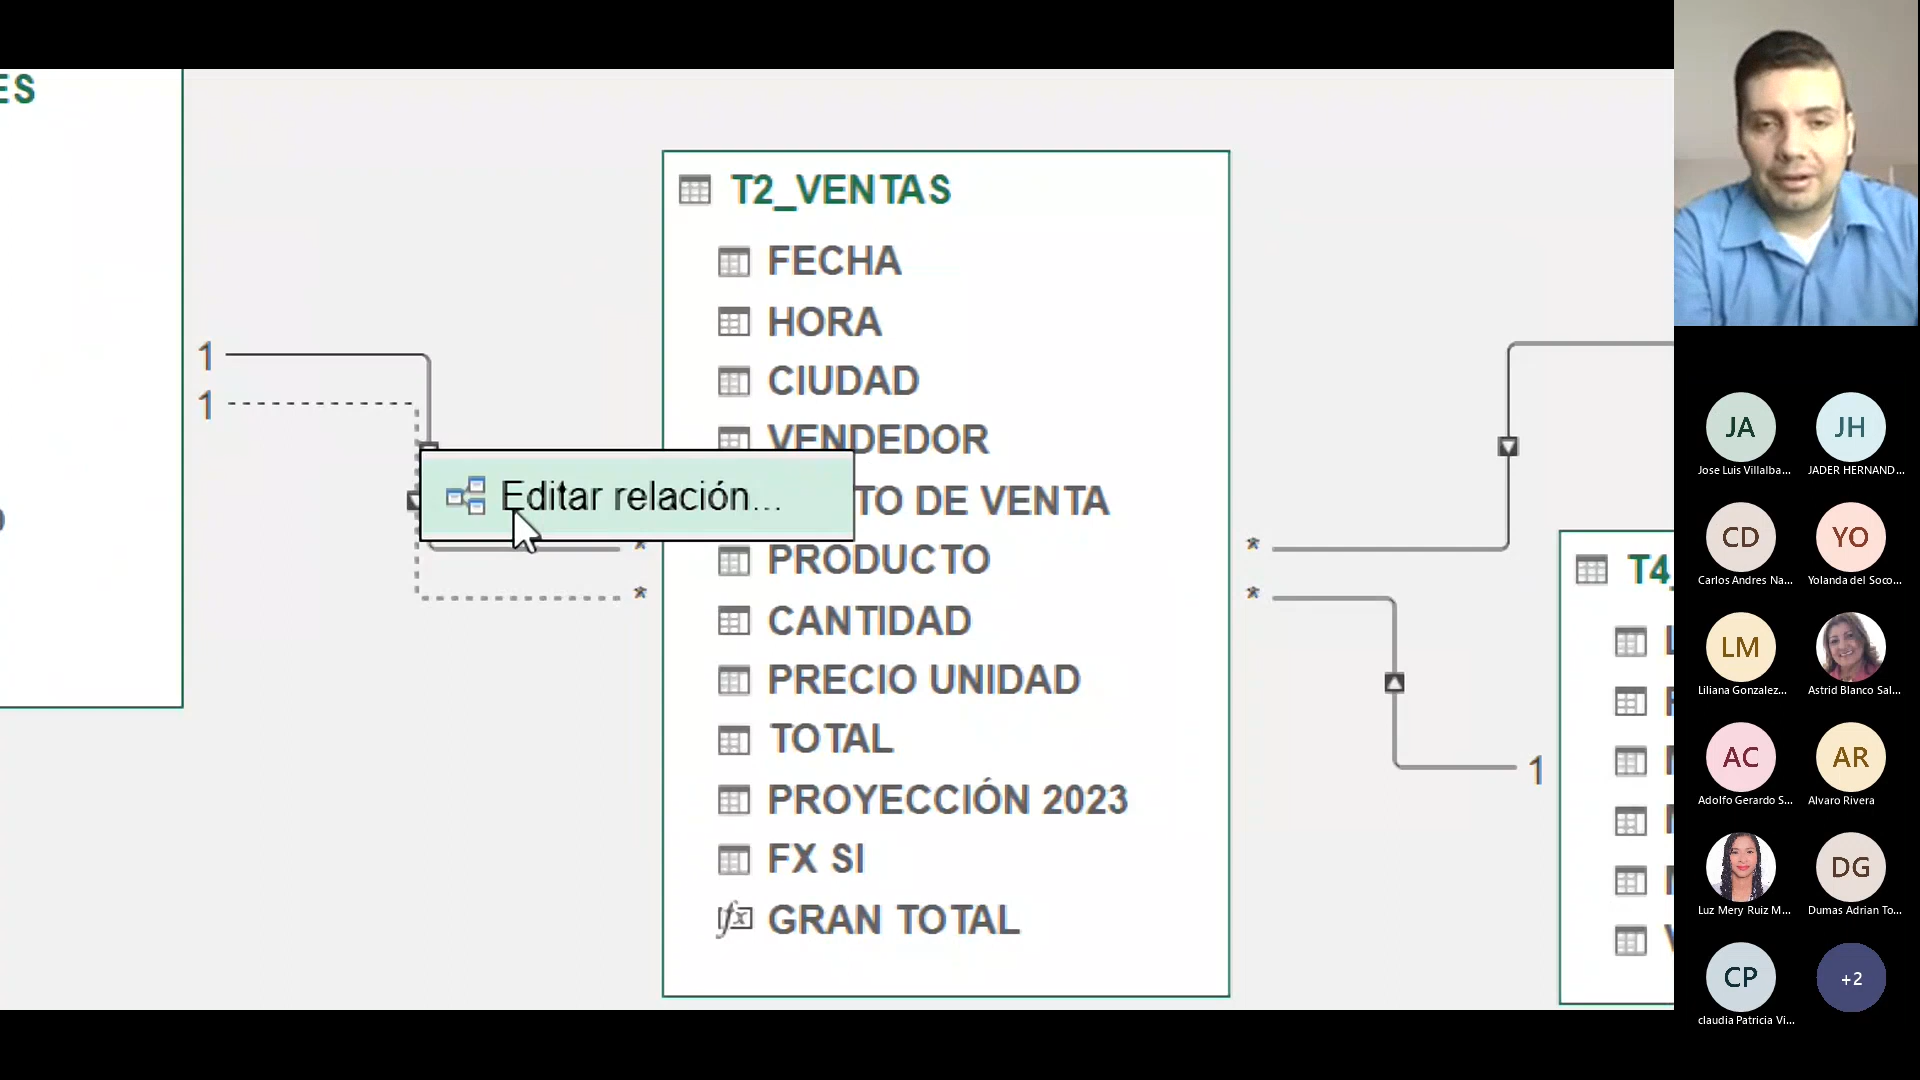 ES
1
1
T2_VENTAS
FECHA
HORA
CIUDAD
VENDEDOR
TO DE VENTA
PRODUCTO
CANTIDAD
PRECIO UNIDAD
TOTAL
PROYECCIÓN 2023
FX SI
GRAN TOTAL
Editar relación...
*
*
*
*
1
T4_
JA
Jose Luis Villalba...
JH
JADER HERNAND...
CD
Carlos Andres Na...
YO
Yolanda del Soco...
LM
Liliana Gonzalez...
Astrid Blanco Sal...
AC
Adolfo Gerardo S...
AR
Alvaro Rivera
Luz Mery Ruiz M...
DG
Dumas Adrian To...
CP
claudia Patricia Vi...
+2